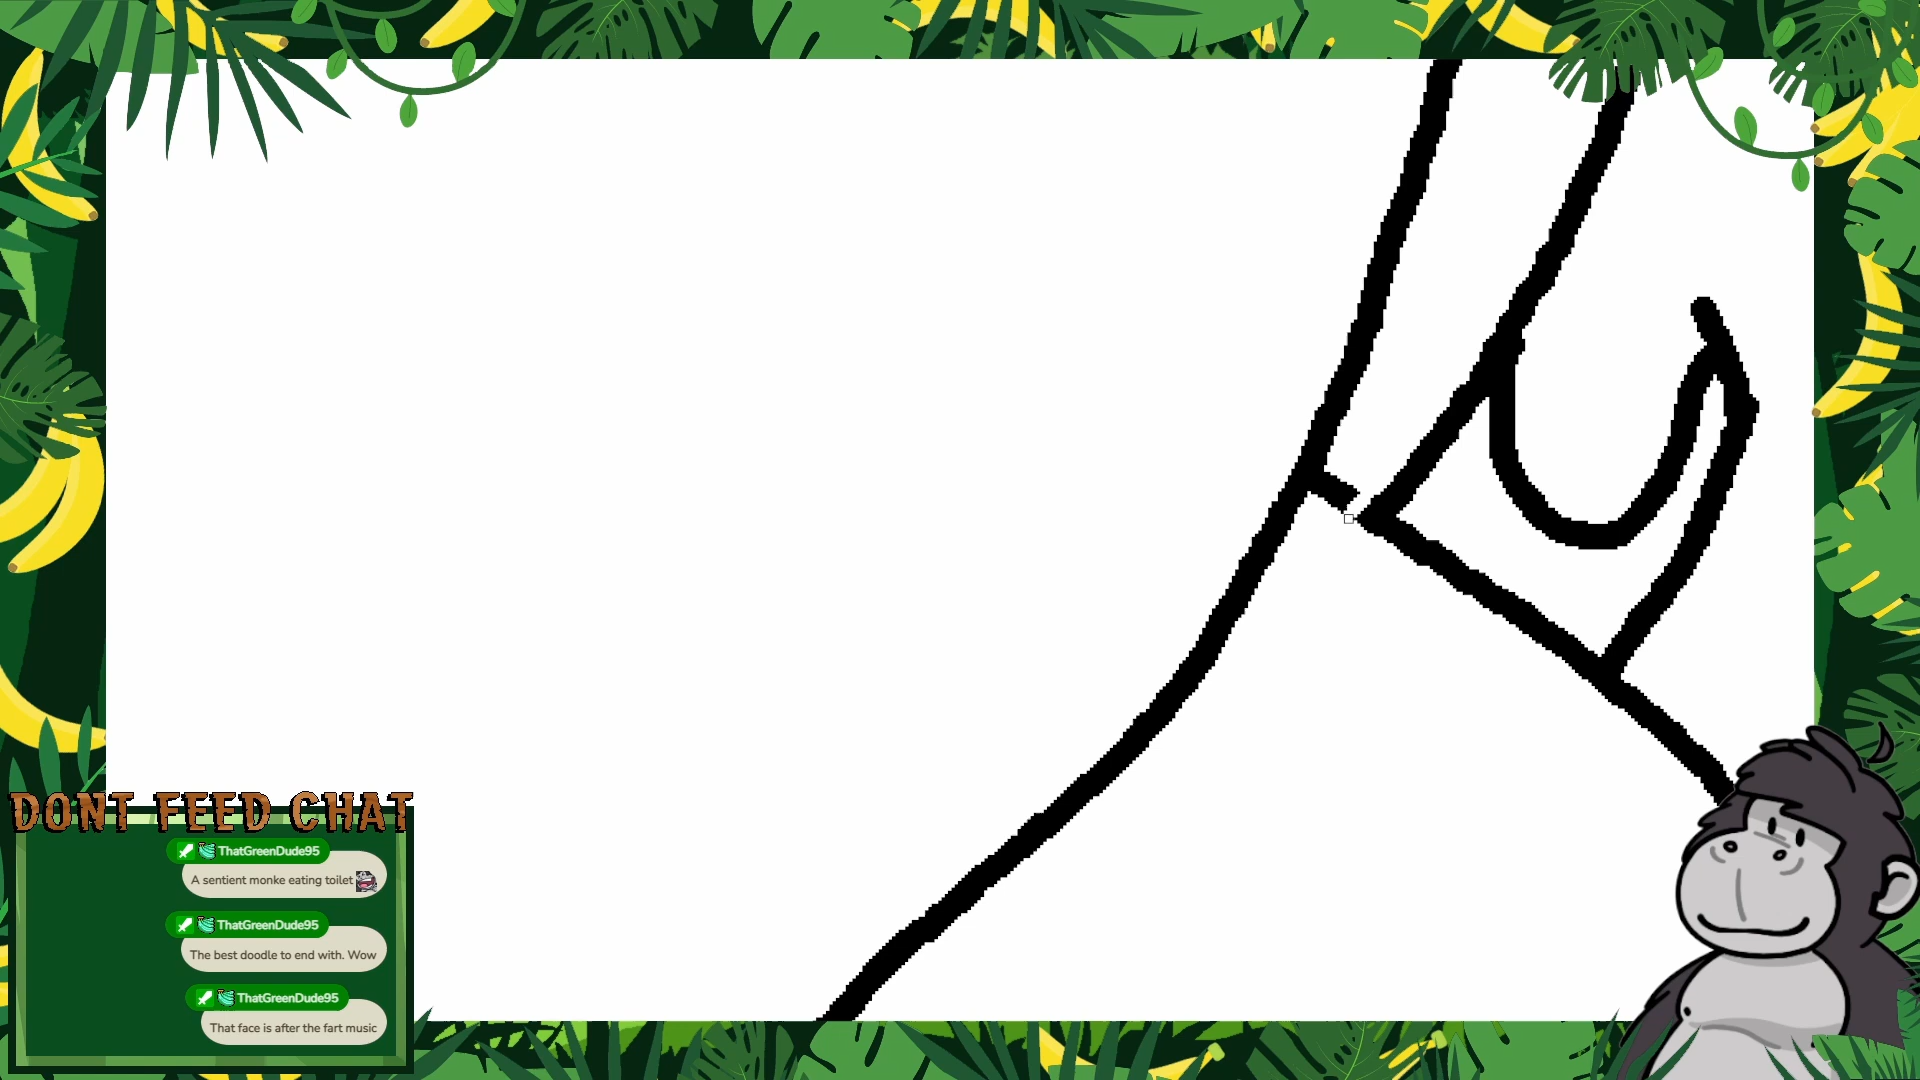 DONT FEED CHAT
ThatGreenDude95
A sentient monke eating toilet
ThatGreenDude95
The best doodle to end with. Wow
ThatGreenDude95
That face is after the fart music